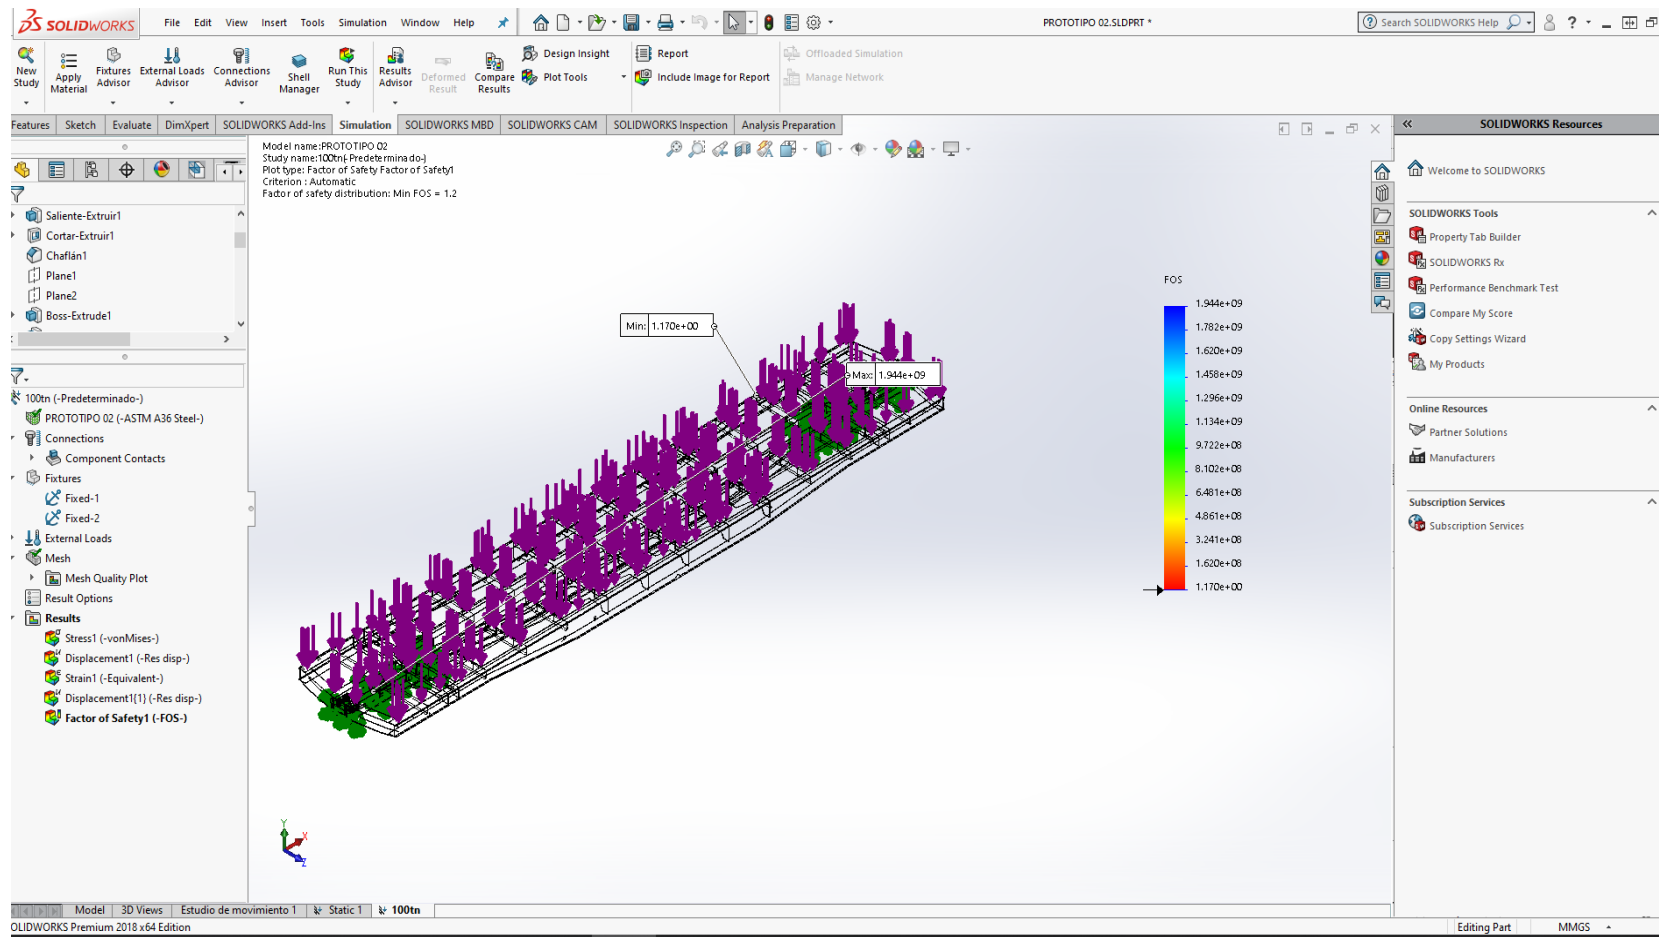 SOLIDWORKS
File Edit View Insert Tools Simulation Window Help
PROTOTIPO 02.SLDPRT *
Search SOLIDWORKS Help
?
New Study
Apply Material
Fixtures Advisor
External Loads Advisor
Connections Advisor
Shell Manager
Run This Study
Results Advisor
Deformed Result
Compare Results
Design Insight
Plot Tools
Report
Include Image for Report
Offloaded Simulation
Manage Network
Features Sketch Evaluate DimXpert SOLIDWORKS Add-Ins Simulation SOLIDWORKS MBD SOLIDWORKS CAM SOLIDWORKS Inspection Analysis Preparation
Saliente-Extruir1
Cortar-Extruir1
Chaflán1
Plane1
Plane2
Boss-Extrude1
100tn (-Predeterminado-)
PROTOTIPO 02 (-ASTM A36 Steel-)
Connections
Component Contacts
Fixtures
Fixed-1
Fixed-2
External Loads
Mesh
Mesh Quality Plot
Result Options
Results
Stress1 (-vonMises-)
Displacement1 (-Res disp-)
Strain1 (-Equivalent-)
Displacement1{1} (-Res disp-)
Factor of Safety1 (-FOS-)
Model name:PROTOTIPO 02
Study name:100tn(-Predeterminado-)
Plot type: Factor of Safety Factor of Safety1
Criterion : Automatic
Factor of safety distribution: Min FOS = 1.2
Min: 1.170e+00
Max: 1.944e+09
FOS
1.944e+09
1.782e+09
1.620e+09
1.458e+09
1.296e+09
1.134e+09
9.722e+08
8.102e+08
6.481e+08
4.861e+08
3.241e+08
1.620e+08
1.170e+00
Y
X
Z
SOLIDWORKS Resources
Welcome to SOLIDWORKS
SOLIDWORKS Tools
Property Tab Builder
SOLIDWORKS Rx
Performance Benchmark Test
Compare My Score
Copy Settings Wizard
My Products
Online Resources
Partner Solutions
Manufacturers
Subscription Services
Subscription Services
Model 3D Views Estudio de movimiento 1 Static 1 100tn
OLIDWORKS Premium 2018 x64 Edition
Editing Part MMGS